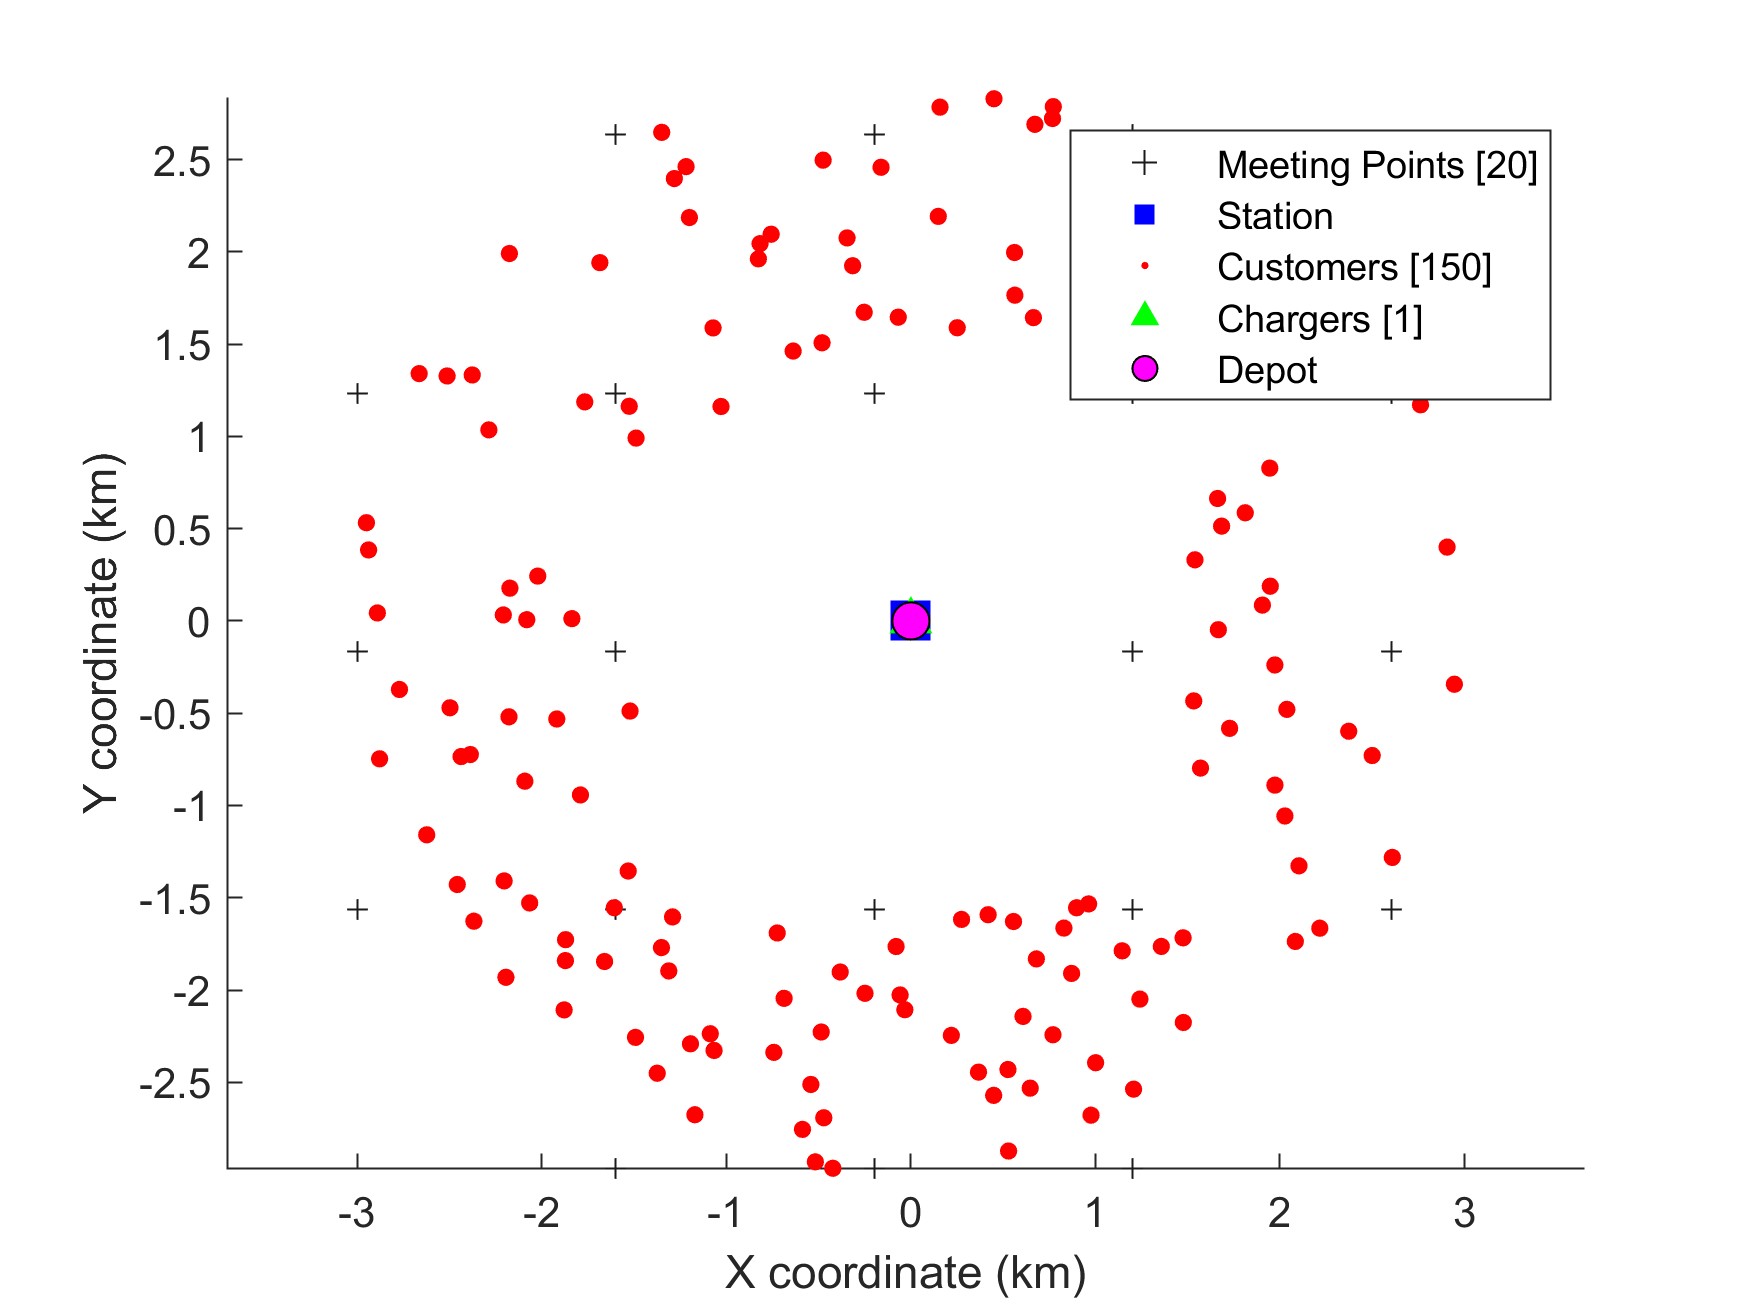 2.5
2
1.5
1
0.5
0
-0.5
-1
-1.5
-2
-2.5
Y coordinate (km)
Meeting Points [20]
Station
Customers [150]
Chargers [1]
Depot
-3 -2 -1 0 1 2 3
X coordinate (km)